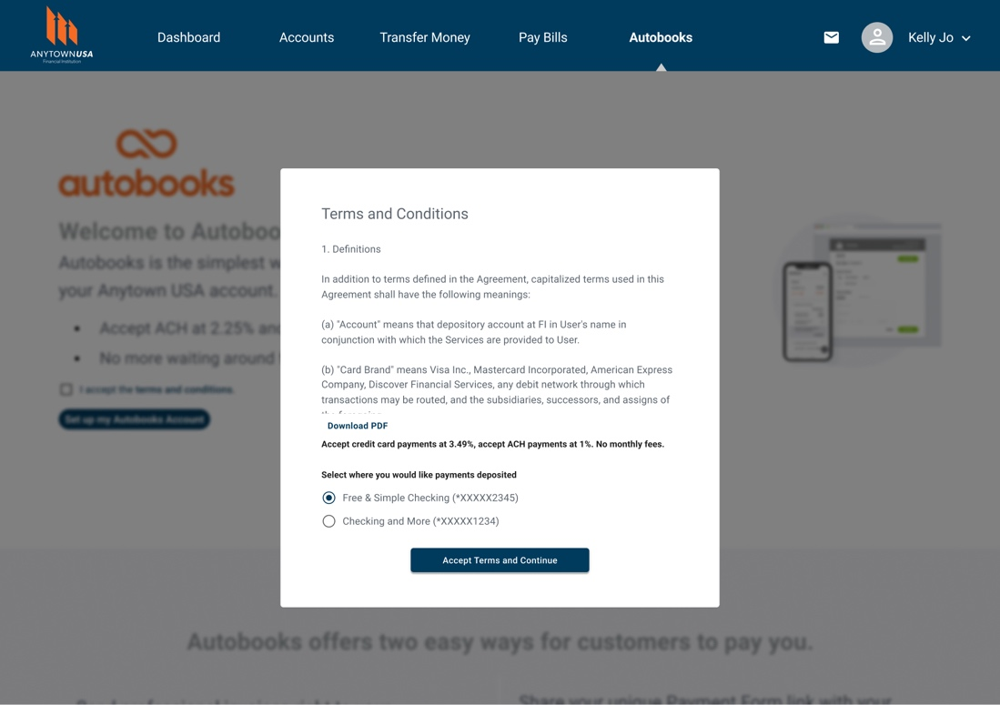 Dashboard
Accounts
Transfer Money
Pay Bills
Autobooks
Kelly Jo
ANYTOWNUSA
Financial Institution
autobooks
Welcome to Autoboo
Autobooks is the simplest w
your Anytown USA account.
• Accept ACH at 2.25% and
• No more waiting around
I accept the terms and conditions.
Set up my Autobooks Account
Terms and Conditions
1. Definitions
In addition to terms defined in the Agreement, capitalized terms used in this
Agreement shall have the following meanings:
(a) "Account" means that depository account at FI in User's name in
conjunction with which the Services are provided to User.
(b) "Card Brand" means Visa Inc., Mastercard Incorporated, American Express
Company, Discover Financial Services, any debit network through which
transactions may be routed, and the subsidiaries, successors, and assigns of
Download PDF
Accept credit card payments at 3.49%, accept ACH payments at 1%. No monthly fees.
Select where you would like payments deposited
Free & Simple Checking (*XXXXX2345)
Checking and More (*XXXXX1234)
Accept Terms and Continue
Autobooks offers two easy ways for customers to pay you.
Share your unique Payment Form link with your